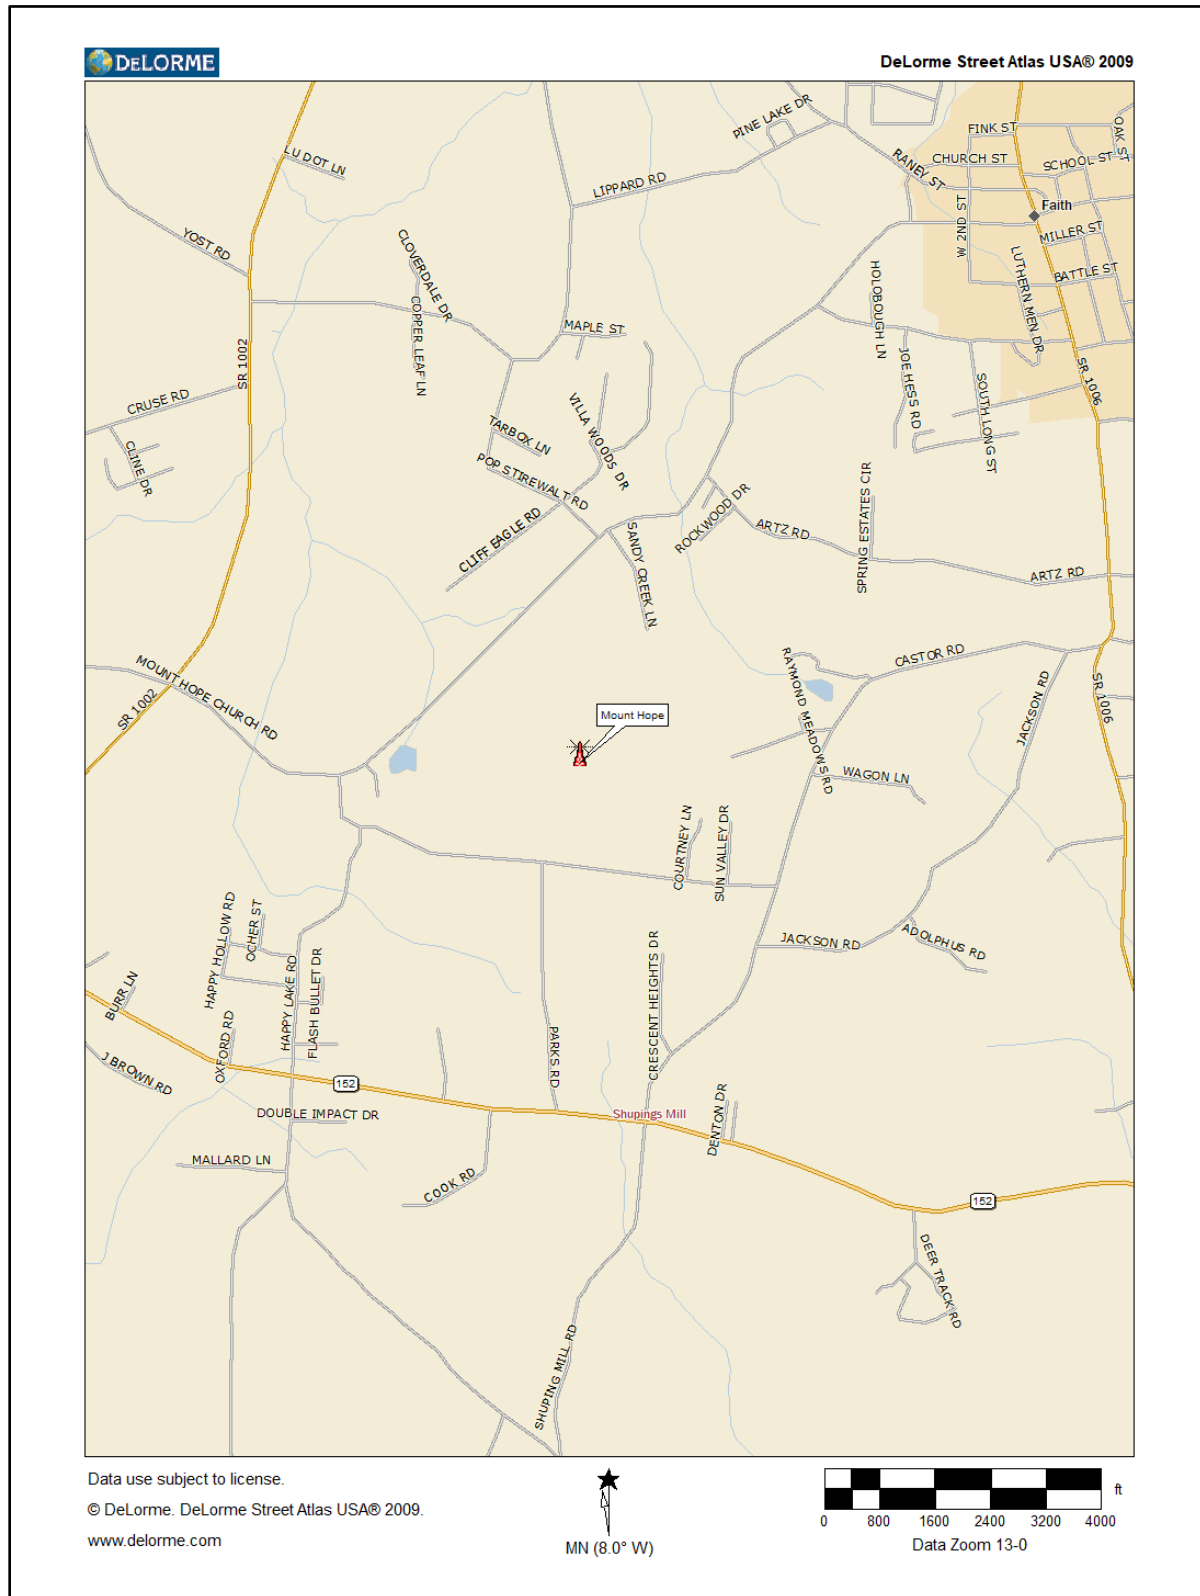 DELORME
DeLorme Street Atlas USA® 2009
PINE LAKE DR
FINK ST
OAK ST
LU DOT LN
RANEY ST
CHURCH ST
SCHOOL ST
LIPPARD RD
W 2ND ST
Faith
MILLER ST
YOST RD
CLOVERDALE DR
HOLOBOUGH LN
LUTHERN MEN DR
BATTLE ST
COPPER LEAF LN
MAPLE ST
SR 1002
JOE HESS RD
SR 1006
CRUSE RD
SOUTH LONG ST
VILLA WOODS DR
TARBOX LN
CLINE DR
POP STIREWALT RD
SPRING ESTATES CIR
ROCKWOOD DR
CLIFF EAGLE RD
SANDY CREEK LN
ARTZ RD
ARTZ RD
CASTOR RD
MOUNT HOPE CHURCH RD
RAYMOND MEADOWS RD
JACKSON RD
SR 1002
SR 1006
Mount Hope
WAGON LN
COURTNEY LN
SUN VALLEY DR
HAPPY HOLLOW RD
OCHER ST
JACKSON RD
ADOLPHUS RD
CRESCENT HEIGHTS DR
BURR LN
HAPPY LAKE RD
FLASH BULLET DR
OXFORD RD
PARKS RD
J BROWN RD
152
DOUBLE IMPACT DR
Shupings Mill
DENTON DR
MALLARD LN
COOK RD
152
DEER TRACK RD
SHUPING MILL RD
Data use subject to license.
© DeLorme. DeLorme Street Atlas USA® 2009.
www.delorme.com
MN (8.0° W)
ft
0 800 1600 2400 3200 4000
Data Zoom 13-0